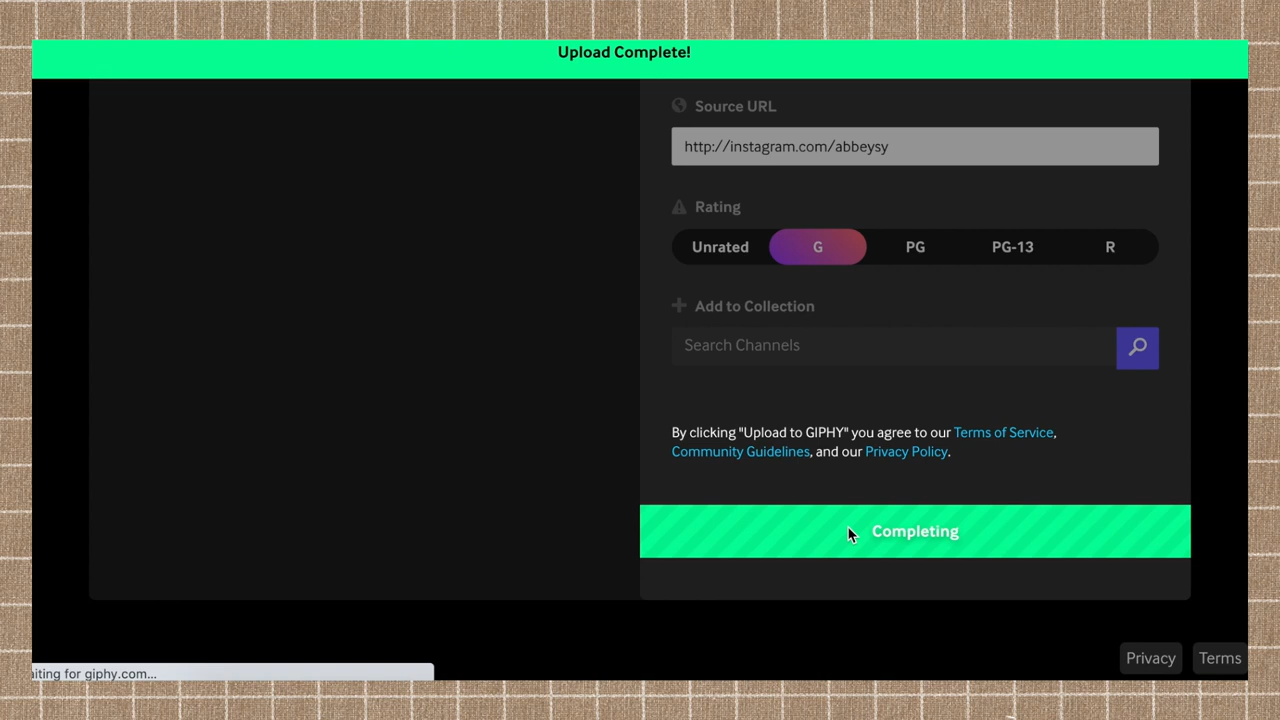 Upload Complete!
Source URL
http://instagram.com/abbeysy
Rating
Unrated G PG PG-13 R
Add to Collection
Search Channels
By clicking "Upload to GIPHY" you agree to our Terms of Service,
Community Guidelines, and our Privacy Policy.
Completing
Privacy Terms
iting for giphy.com...